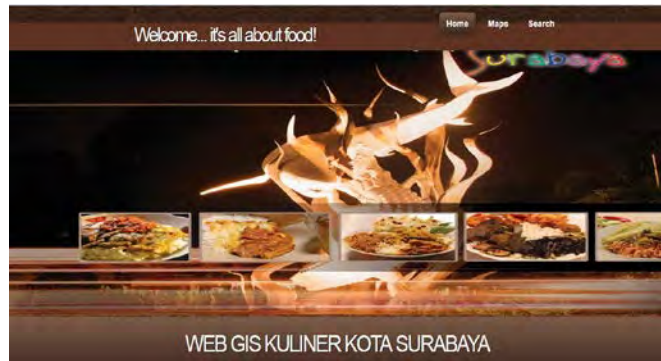 Welcome... it's all about food!
Home Maps Search
Surabaya
WEB GIS KULINER KOTA SURABAYA